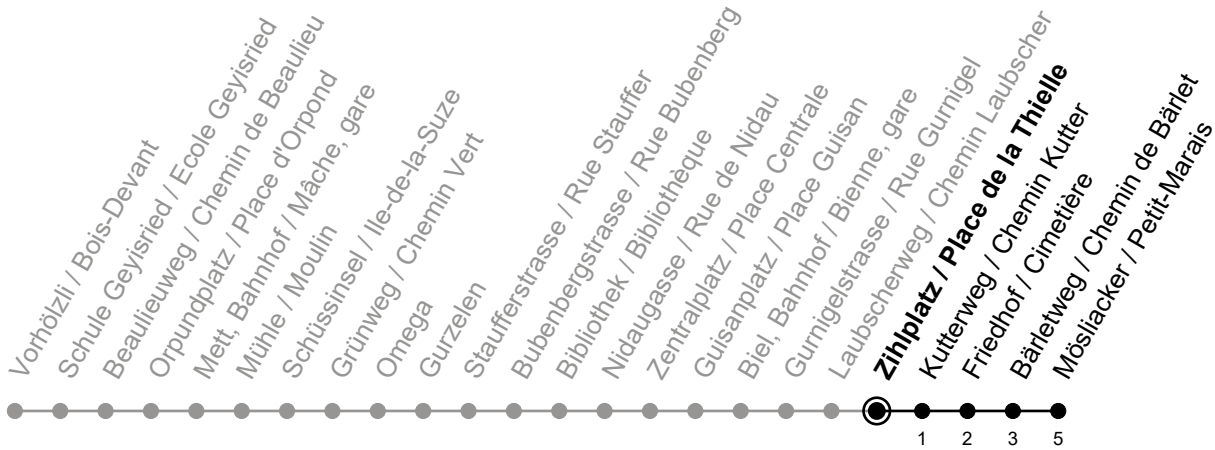 Vorhölzli / Bois-Devant
Schule Geyisried / Ecole Geyisried
Beaulieuweg / Chemin de Beaulieu
Orpundplatz / Place d'Orpond
Mett, Bahnhof / Mâche, gare
Mühle / Moulin
Schüssinsel / Ile-de-la-Suze
Grünweg / Chemin Vert
Omega
Gurzelen
Staufferstrasse / Rue Stauffer
Bubenbergstrasse / Rue Bubenberg
Bibliothek / Bibliothèque
Nidaugasse / Rue de Nidau
Zentralplatz / Place Centrale
Guisanplatz / Place Guisan
Biel, Bahnhof / Bienne, gare
Gurnigelstrasse / Rue Gurnigel
Laubscherweg / Chemin Laubscher
Zihlplatz / Place de la Thielle
Kutterweg / Chemin Kutter
Friedhof / Cimetière
Bärletweg / Chemin de Bärlet
Mösliacker / Petit-Marais
1 2 3 5